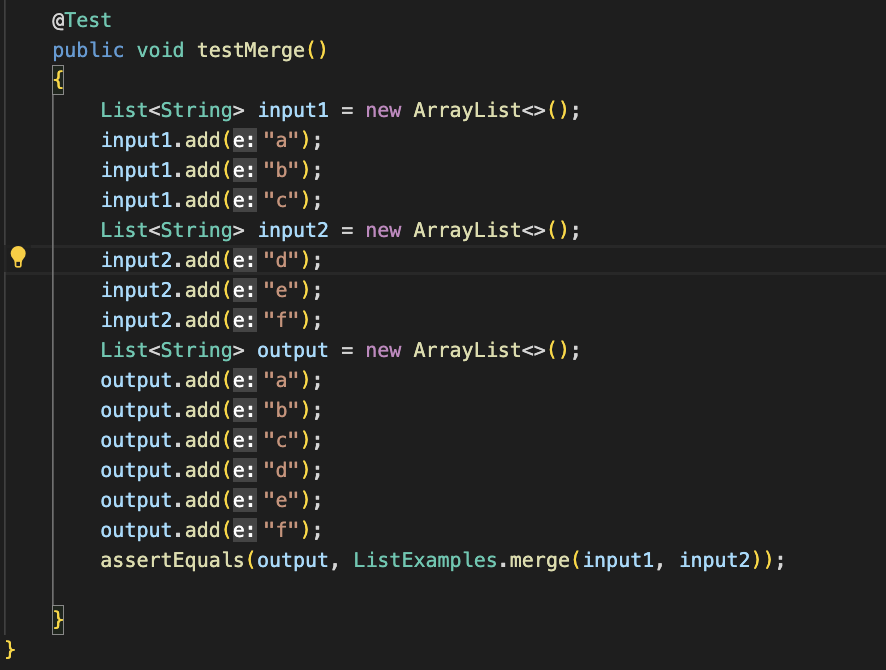 @Test
public void testMerge()
{
List<String> input1 = new ArrayList<>();
input1.add(e: "a");
input1.add(e: "b");
input1.add(e: "c");
List<String> input2 = new ArrayList<>();
input2.add(e: "d");
input2.add(e: "e");
input2.add(e: "f");
List<String> output = new ArrayList<>();
output.add(e: "a");
output.add(e: "b");
output.add(e: "c");
output.add(e: "d");
output.add(e: "e");
output.add(e: "f");
assertEquals(output, ListExamples.merge(input1, input2));
}
}